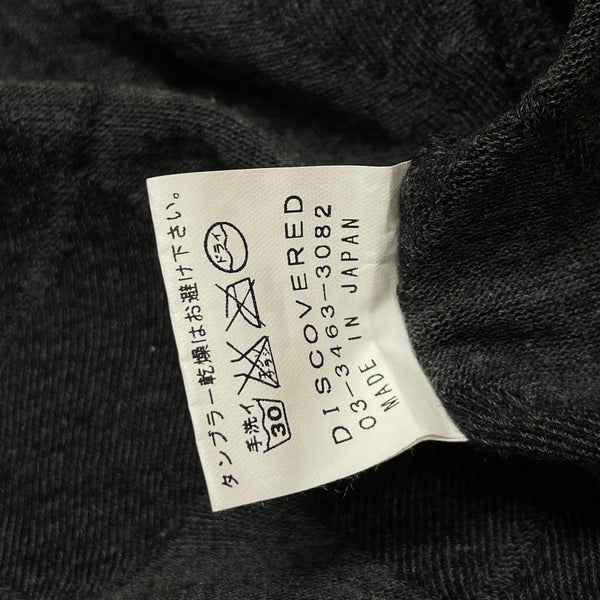 タンブラー乾燥はお避け下さい。
手洗イ
30
ドライ
DISCOVERED
03-3463-3082
MADE IN JAPAN